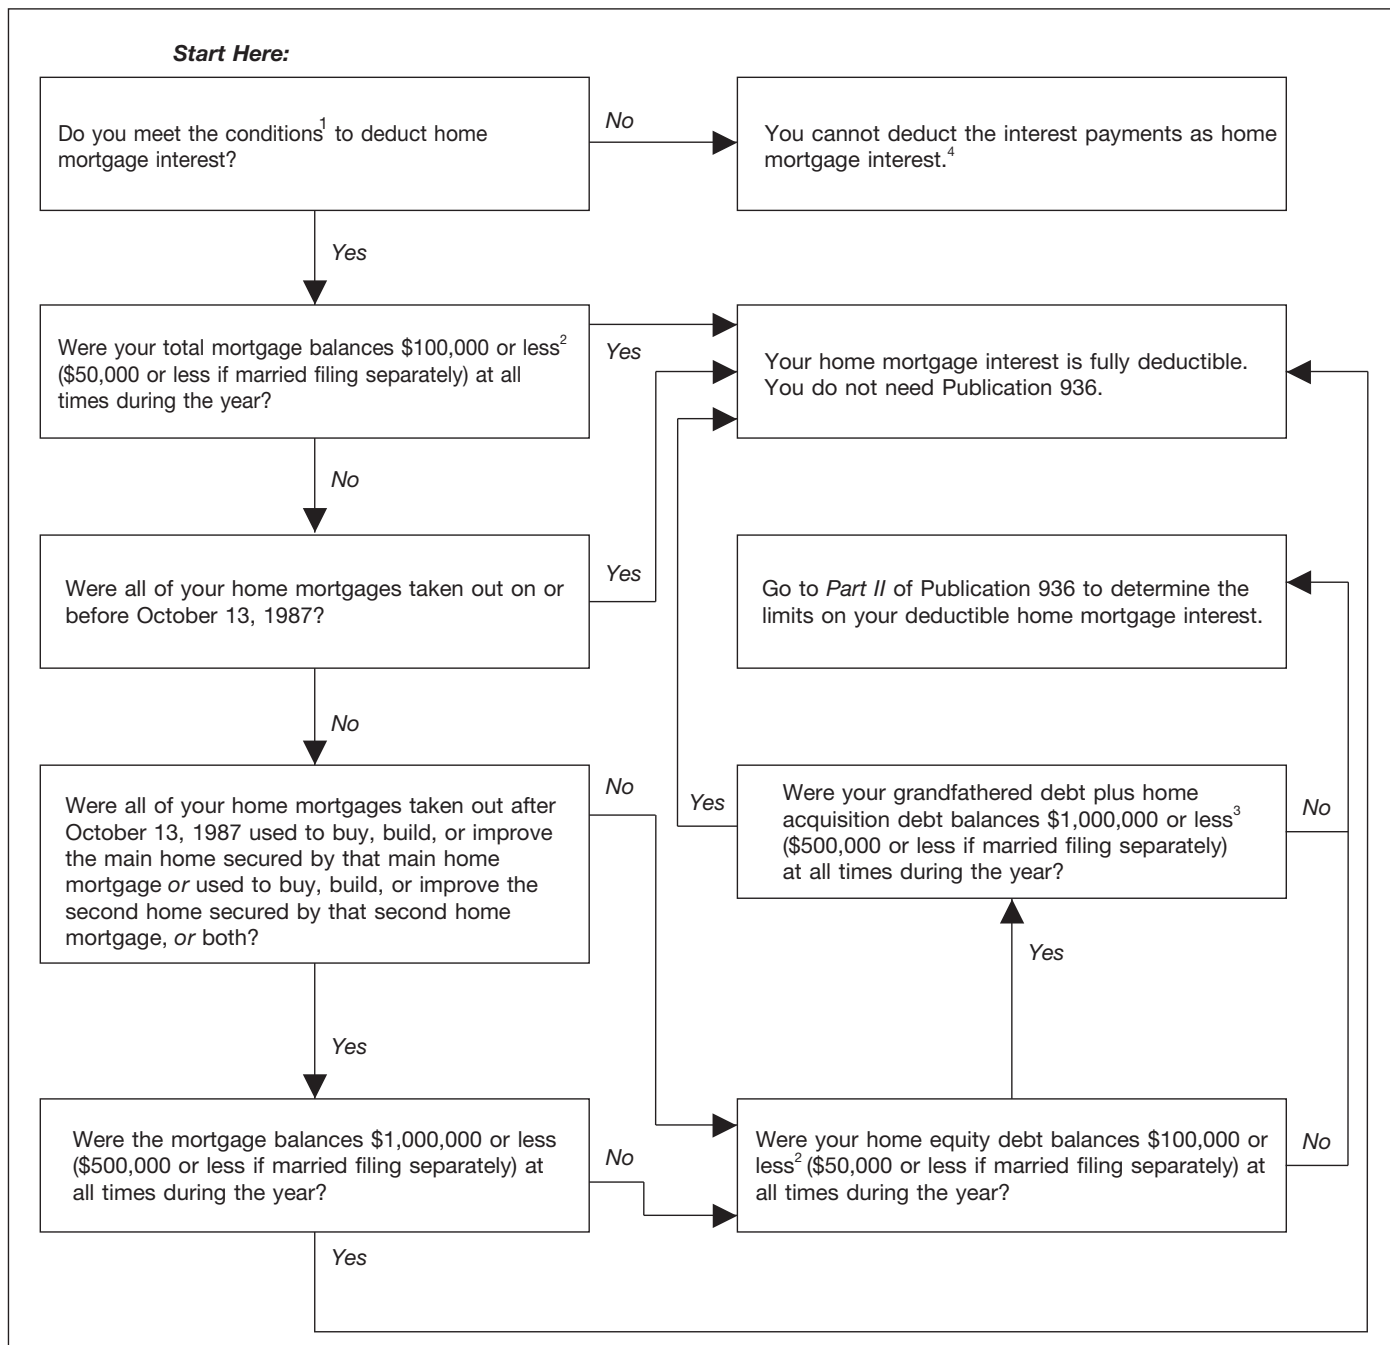 Start Here:
Do you meet the conditions¹ to deduct home
mortgage interest?
No
You cannot deduct the interest payments as home
mortgage interest.⁴
Yes
Were your total mortgage balances $100,000 or less²
($50,000 or less if married filing separately) at all
times during the year?
Yes
Your home mortgage interest is fully deductible.
You do not need Publication 936.
No
Were all of your home mortgages taken out on or
before October 13, 1987?
Yes
Go to Part II of Publication 936 to determine the
limits on your deductible home mortgage interest.
No
Were all of your home mortgages taken out after
October 13, 1987 used to buy, build, or improve
the main home secured by that main home
mortgage or used to buy, build, or improve the
second home secured by that second home
mortgage, or both?
No
Yes
Were your grandfathered debt plus home
acquisition debt balances $1,000,000 or less³
($500,000 or less if married filing separately)
at all times during the year?
No
Yes
Yes
Were the mortgage balances $1,000,000 or less
($500,000 or less if married filing separately) at
all times during the year?
No
Were your home equity debt balances $100,000 or
less² ($50,000 or less if married filing separately) at
all times during the year?
No
Yes